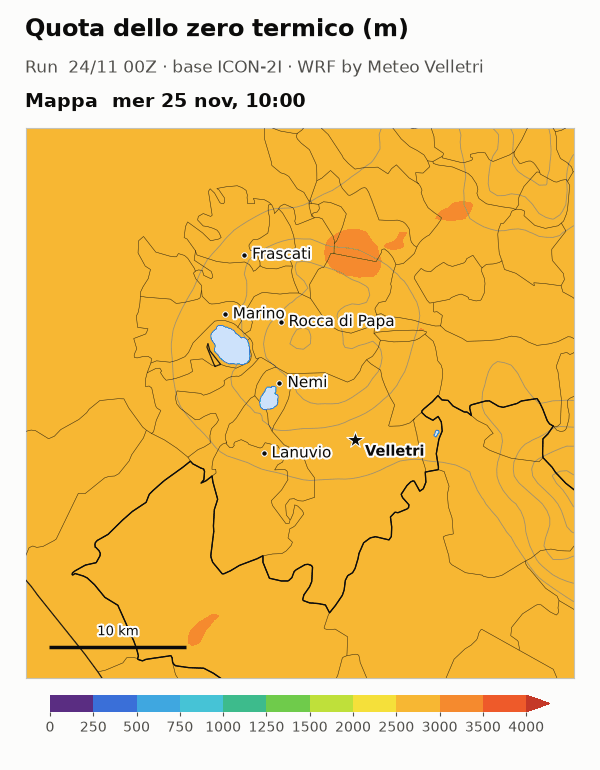 Quota dello zero termico (m)
Run 24/11 00Z · base ICON-2I · WRF by Meteo Velletri
Mappa mer 25 nov, 10:00
Frascati
Marino
Rocca di Papa
Nemi
Velletri
Lanuvio
10 km
0 250 500 750 1000 1250 1500 2000 2500 3000 3500 4000